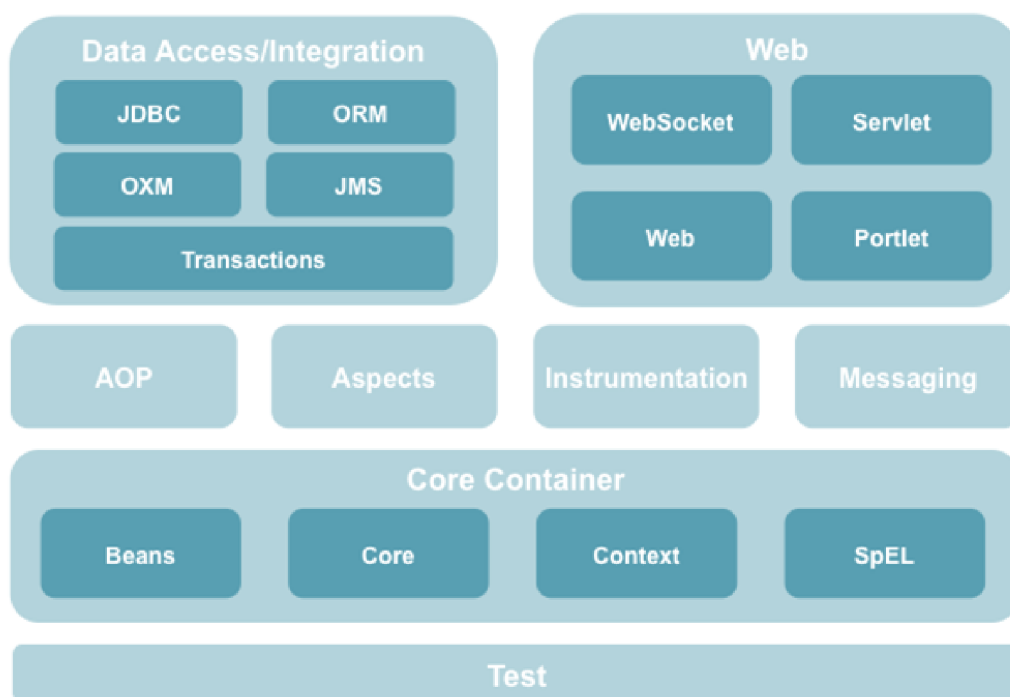 Data Access/Integration
JDBC
ORM
OXM
JMS
Transactions
Web
WebSocket
Servlet
Web
Portlet
AOP
Aspects
Instrumentation
Messaging
Core Container
Beans
Core
Context
SpEL
Test